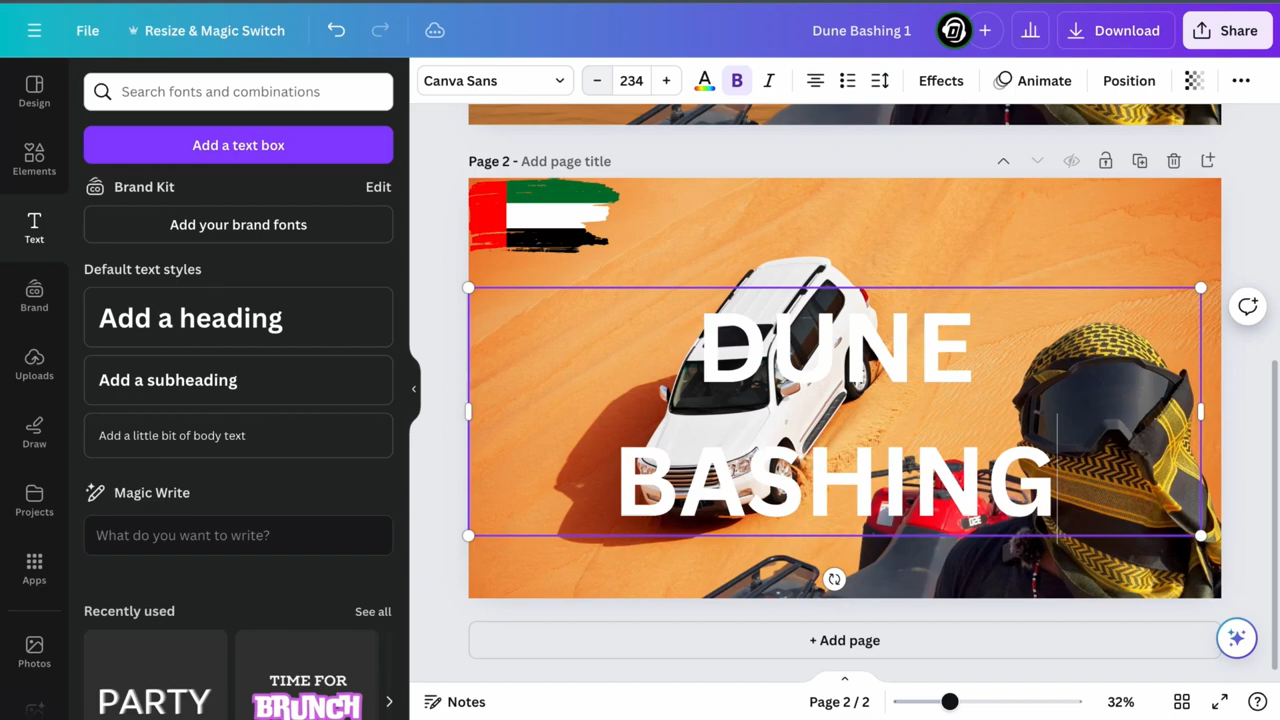 File
Resize & Magic Switch
Dune Bashing 1
Download
Share
Design
Elements
Text
Brand
Uploads
Draw
Projects
Apps
Photos
Search fonts and combinations
Add a text box
Brand Kit
Edit
Add your brand fonts
Default text styles
Add a heading
Add a subheading
Add a little bit of body text
Magic Write
What do you want to write?
Recently used
See all
PARTY
TIME FOR
BRUNCH
Canva Sans
– 234 +
A B I
Effects
Animate
Position
Page 2 - Add page title
DUNE
BASHING
+ Add page
Notes
Page 2 / 2
32%